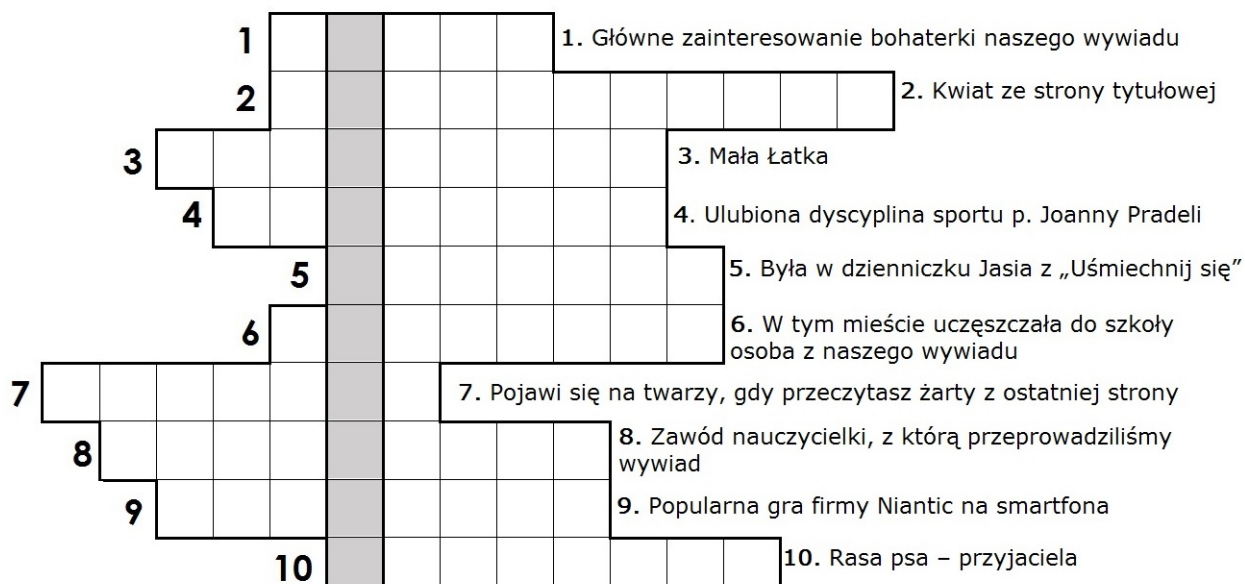 1
1. Główne zainteresowanie bohaterki naszego wywiadu
2
2. Kwiat ze strony tytułowej
3
3. Mała Łatka
4
4. Ulubiona dyscyplina sportu p. Joanny Pradeli
5
5. Była w dzienniczku Jasia z „Uśmiechnij się”
6
6. W tym mieście uczęszczała do szkoły
osoba z naszego wywiadu
7
7. Pojawi się na twarzy, gdy przeczytasz żarty z ostatniej strony
8
8. Zawód nauczycielki, z którą przeprowadziliśmy
wywiad
9
9. Popularna gra firmy Niantic na smartfona
10
10. Rasa psa – przyjaciela